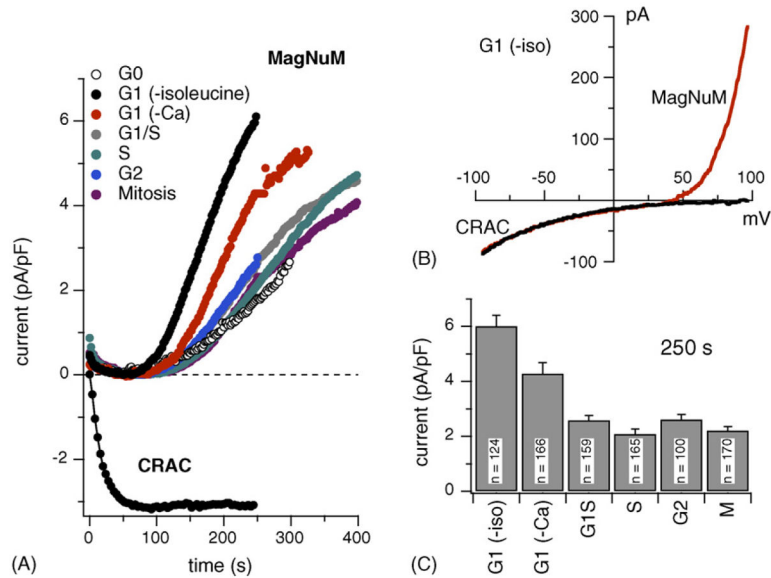 MagNuM
G0
G1 (-isoleucine)
G1 (-Ca)
G1/S
S
G2
Mitosis
6
4
2
0
-2
current (pA/pF)
CRAC
0
100
200
300
400
time (s)
(A)
pA
300
G1 (-iso)
200
MagNuM
100
-100
-50
50
100
mV
CRAC
-100
(B)
6
4
2
0
current (pA/pF)
250 s
n = 124
n = 166
n = 159
n = 165
n = 100
n = 170
G1 (-iso)
G1 (-Ca)
G1S
S
G2
M
(C)